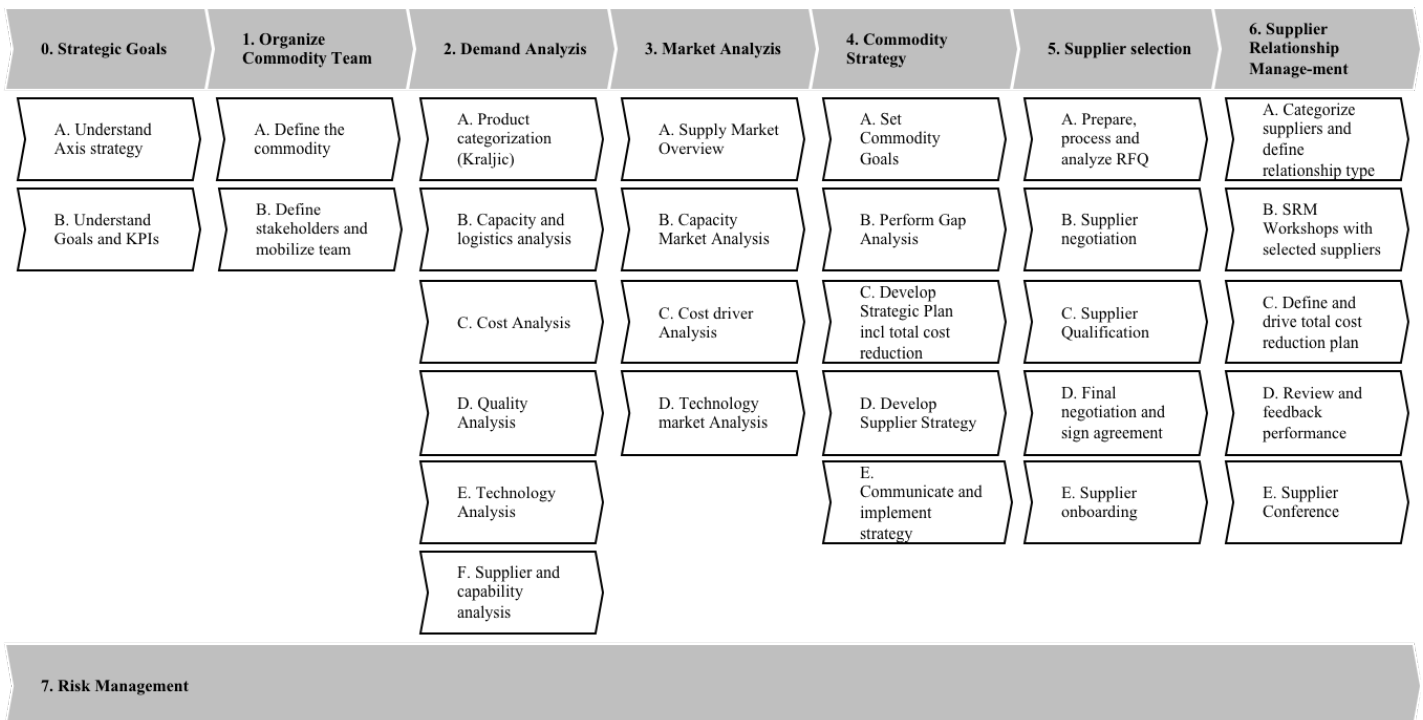 0. Strategic Goals
1. Organize
Commodity Team
2. Demand Analyzis
3. Market Analyzis
4. Commodity
Strategy
5. Supplier selection
6. Supplier
Relationship
Manage-ment
A. Understand
Axis strategy
B. Understand
Goals and KPIs
A. Define the
commodity
B. Define
stakeholders and
mobilize team
A. Product
categorization
(Kraljic)
B. Capacity and
logistics analysis
C. Cost Analysis
D. Quality
Analysis
E. Technology
Analysis
F. Supplier and
capability
analysis
A. Supply Market
Overview
B. Capacity
Market Analysis
C. Cost driver
Analysis
D. Technology
market Analysis
A. Set
Commodity
Goals
B. Perform Gap
Analysis
C. Develop
Strategic Plan
incl total cost
reduction
D. Develop
Supplier Strategy
E.
Communicate and
implement
strategy
A. Prepare,
process and
analyze RFQ
B. Supplier
negotiation
C. Supplier
Qualification
D. Final
negotiation and
sign agreement
E. Supplier
onboarding
A. Categorize
suppliers and
define
relationship type
B. SRM
Workshops with
selected suppliers
C. Define and
drive total cost
reduction plan
D. Review and
feedback
performance
E. Supplier
Conference
7. Risk Management